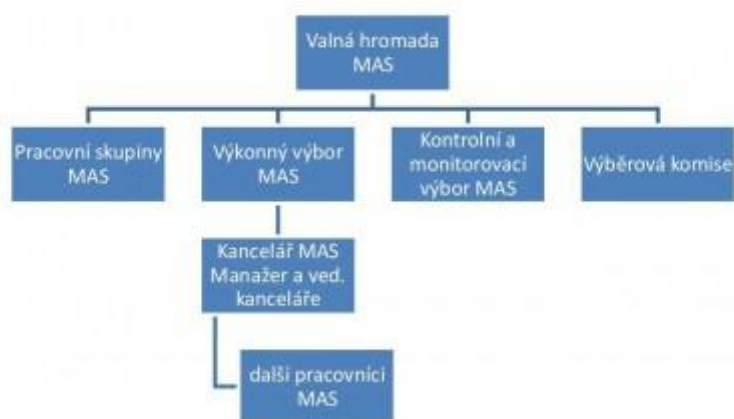 Valná hromada
MAS
Pracovní skupiny
MAS
Výkonný výbor
MAS
Kontrolní a
monitorovací
výbor MAS
Výběrová komise
Kancelář MAS
Manažer a ved.
kanceláře
další pracovníci
MAS